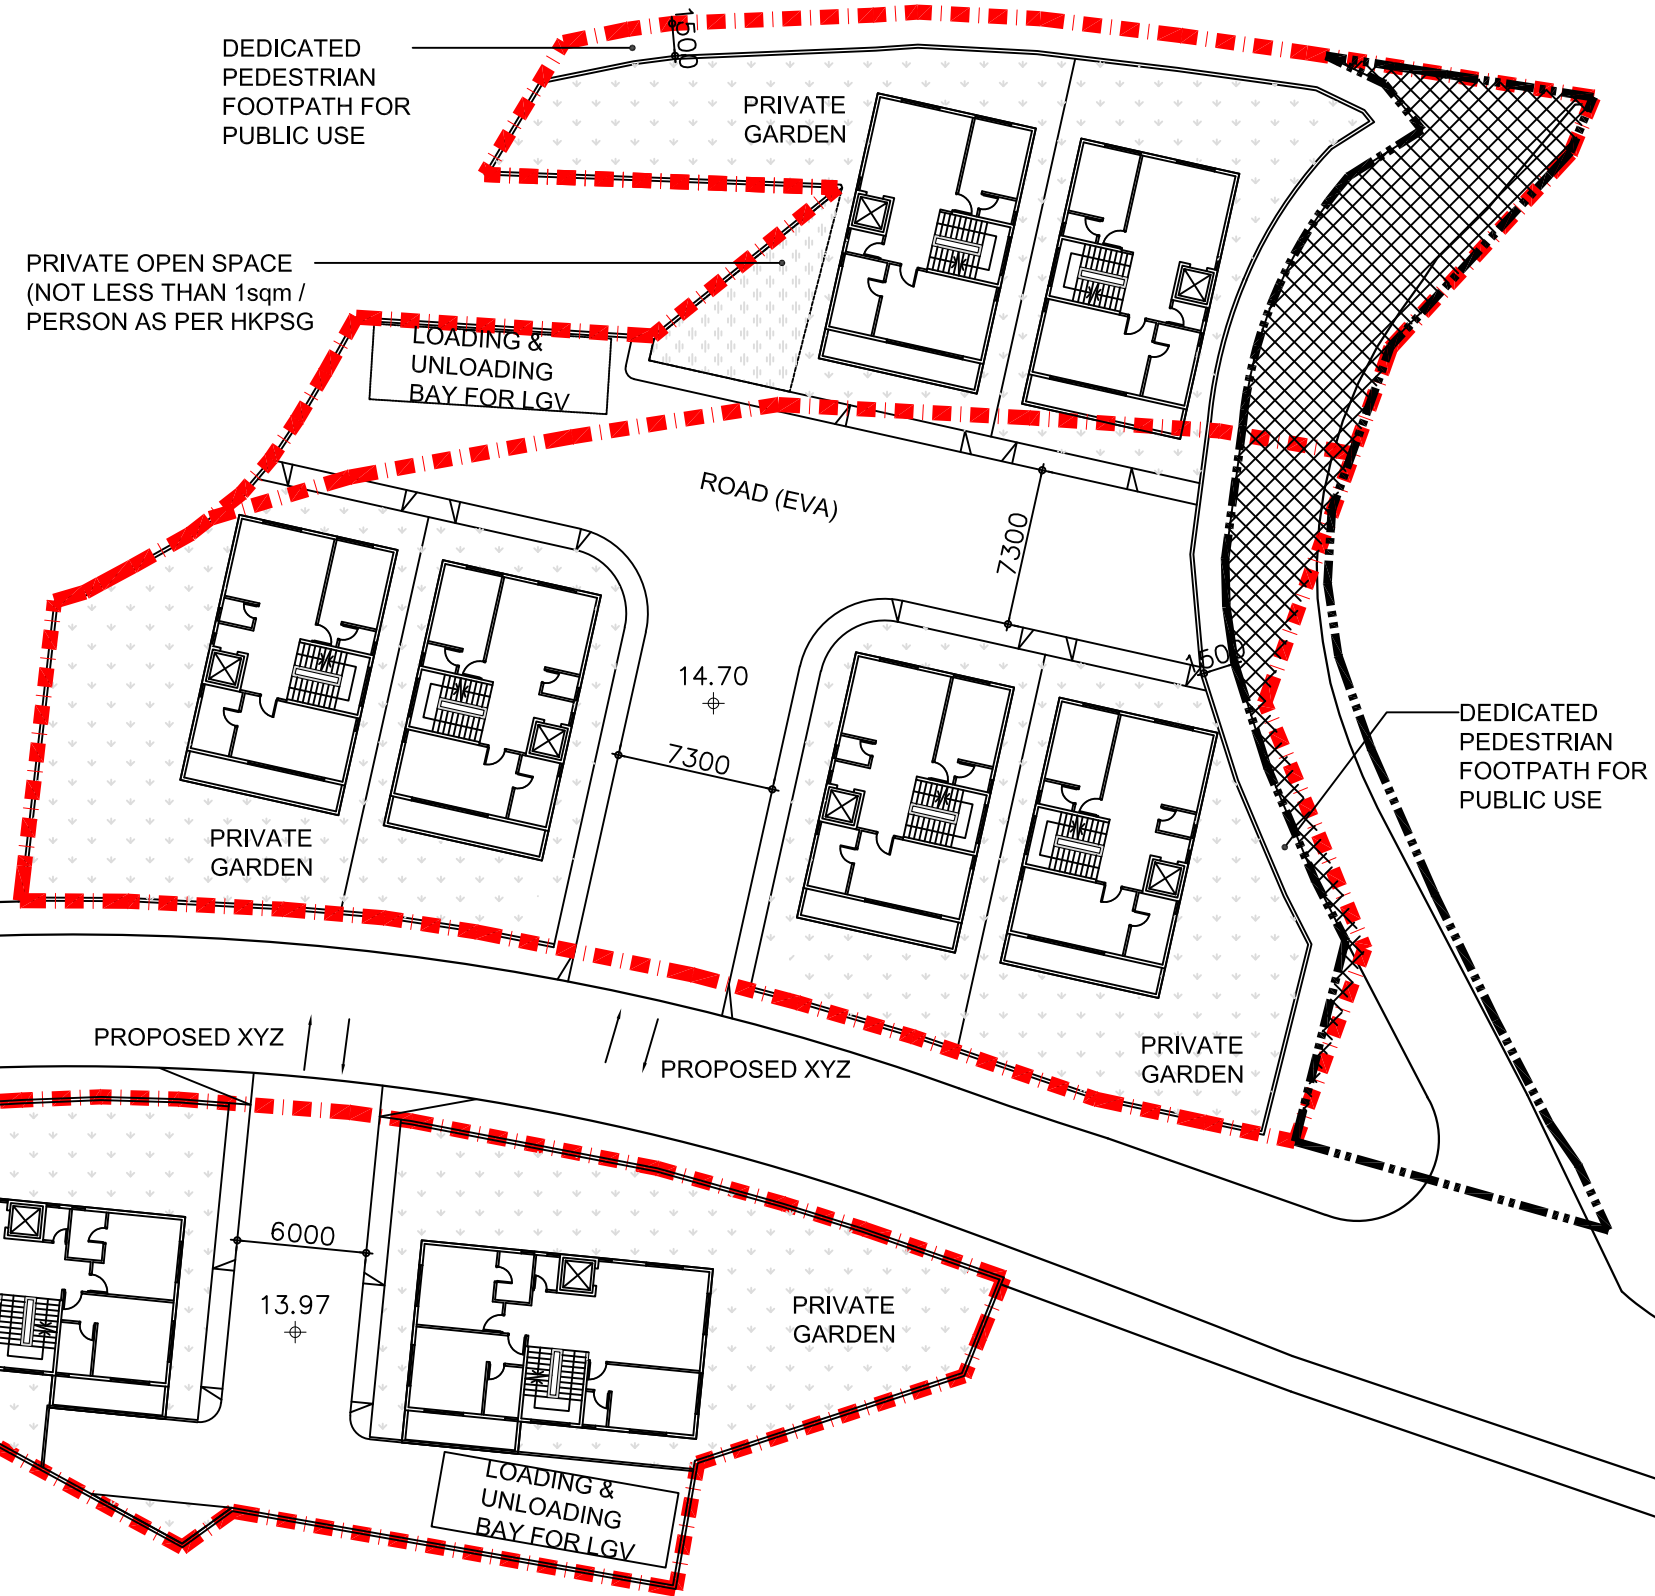 1500
DEDICATED
PEDESTRIAN
FOOTPATH FOR
PUBLIC USE
PRIVATE
GARDEN
PRIVATE OPEN SPACE
(NOT LESS THAN 1sqm /
PERSON AS PER HKPSG
LOADING &
UNLOADING
BAY FOR LGV
ROAD (EVA)
7300
1500
14.70
7300
DEDICATED
PEDESTRIAN
FOOTPATH FOR
PUBLIC USE
PRIVATE
GARDEN
PROPOSED XYZ
PROPOSED XYZ
PRIVATE
GARDEN
6000
13.97
PRIVATE
GARDEN
LOADING &
UNLOADING
BAY FOR LGV